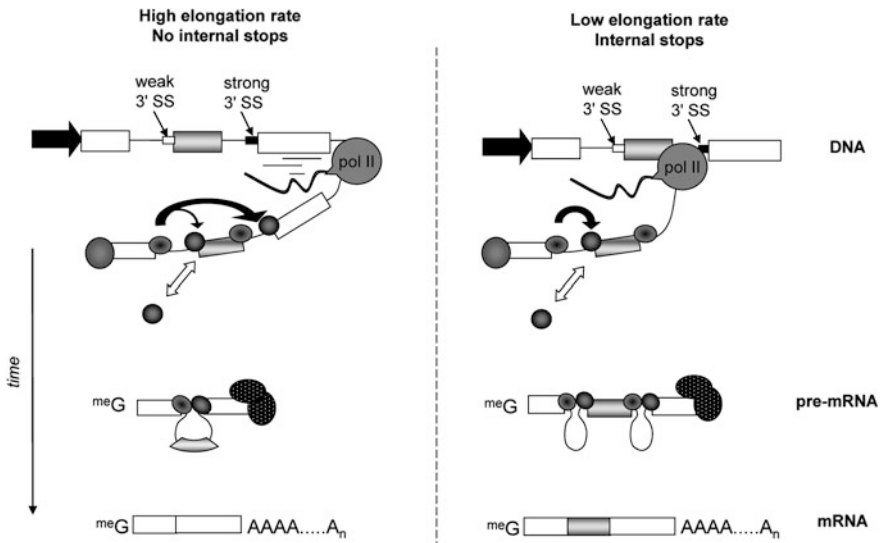 High elongation rate
No internal stops
weak
3' SS
strong
3' SS
pol II
Low elongation rate
Internal stops
weak
3' SS
strong
3' SS
pol II
DNA
time
meG
meG
pre-mRNA
meG
AAAA.....An
meG
AAAA.....An
mRNA